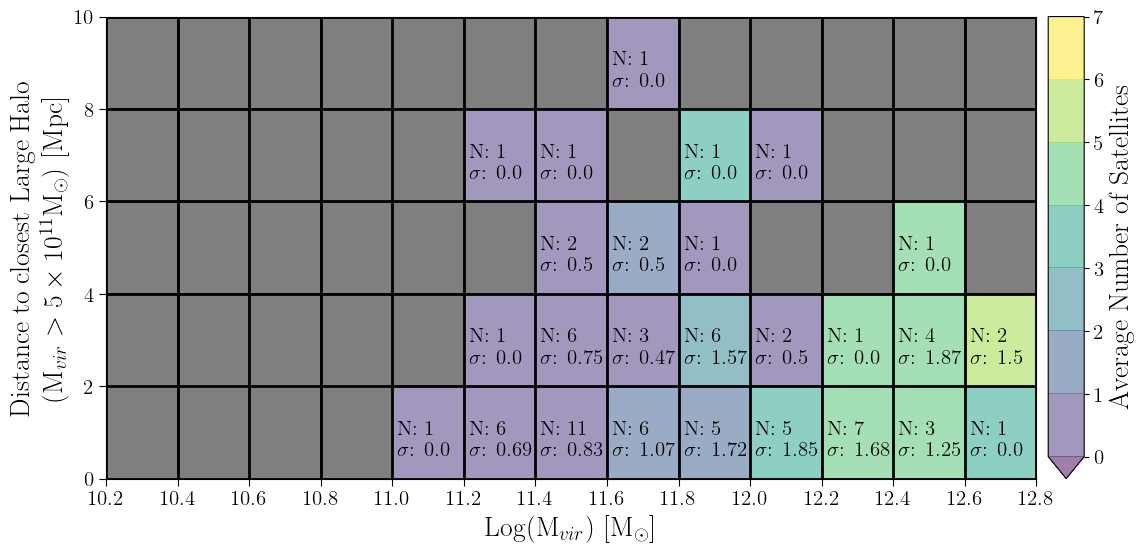 10
8
6
4
2
0
Distance to closest Large Halo
(M_vir > 5 × 10^11 M_⊙) [Mpc]
N: 1
σ: 0.0
N: 1
σ: 0.0
N: 1
σ: 0.0
N: 1
σ: 0.0
N: 1
σ: 0.0
N: 2
σ: 0.5
N: 2
σ: 0.5
N: 1
σ: 0.0
N: 1
σ: 0.0
N: 1
σ: 0.0
N: 6
σ: 0.75
N: 3
σ: 0.47
N: 6
σ: 1.57
N: 2
σ: 0.5
N: 1
σ: 0.0
N: 4
σ: 1.87
N: 2
σ: 1.5
N: 1
σ: 0.0
N: 6
σ: 0.69
N: 11
σ: 0.83
N: 6
σ: 1.07
N: 5
σ: 1.72
N: 5
σ: 1.85
N: 7
σ: 1.68
N: 3
σ: 1.25
N: 1
σ: 0.0
10.2 10.4 10.6 10.8 11.0 11.2 11.4 11.6 11.8 12.0 12.2 12.4 12.6 12.8
Log(M_vir) [M_⊙]
7
6
5
4
3
2
1
0
Average Number of Satellites